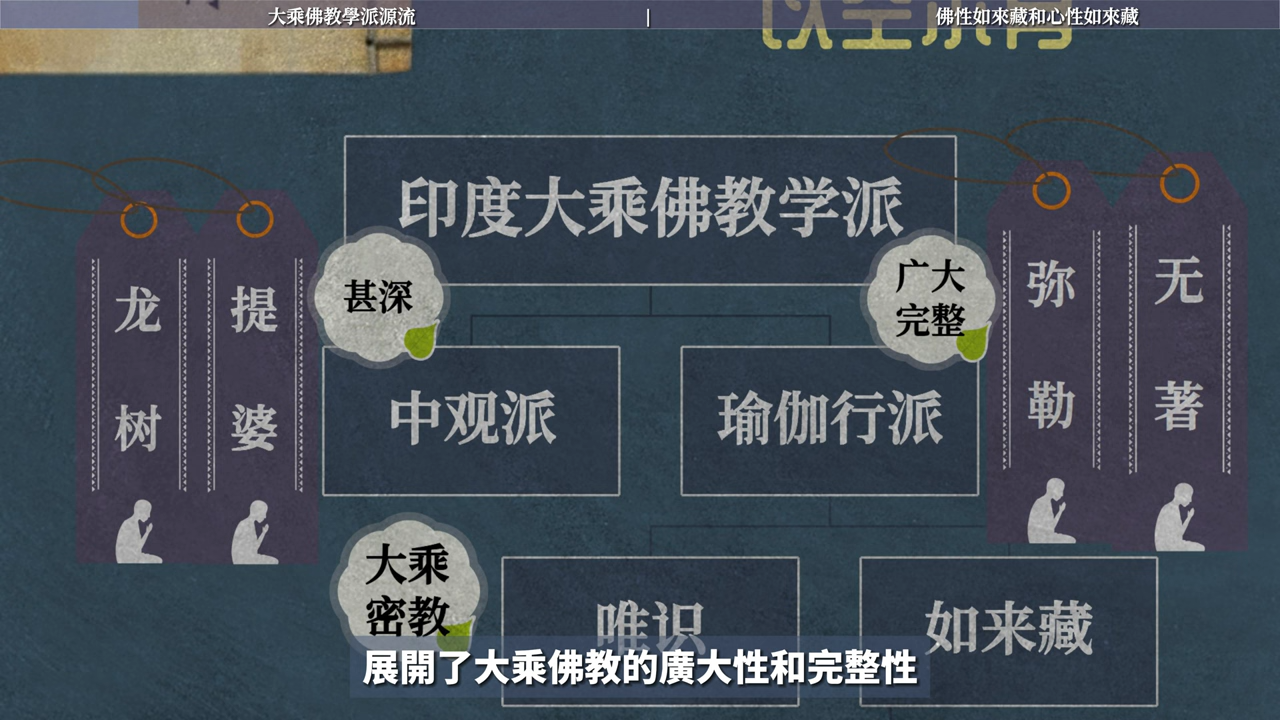 大乘佛教學派源流
|
佛性如來藏和心性如來藏
印度大乘佛教学派
甚深
广大
完整
龙树
提婆
弥勒
无著
中观派
瑜伽行派
大乘
密教
唯识
如来藏
展開了大乘佛教的廣大性和完整性